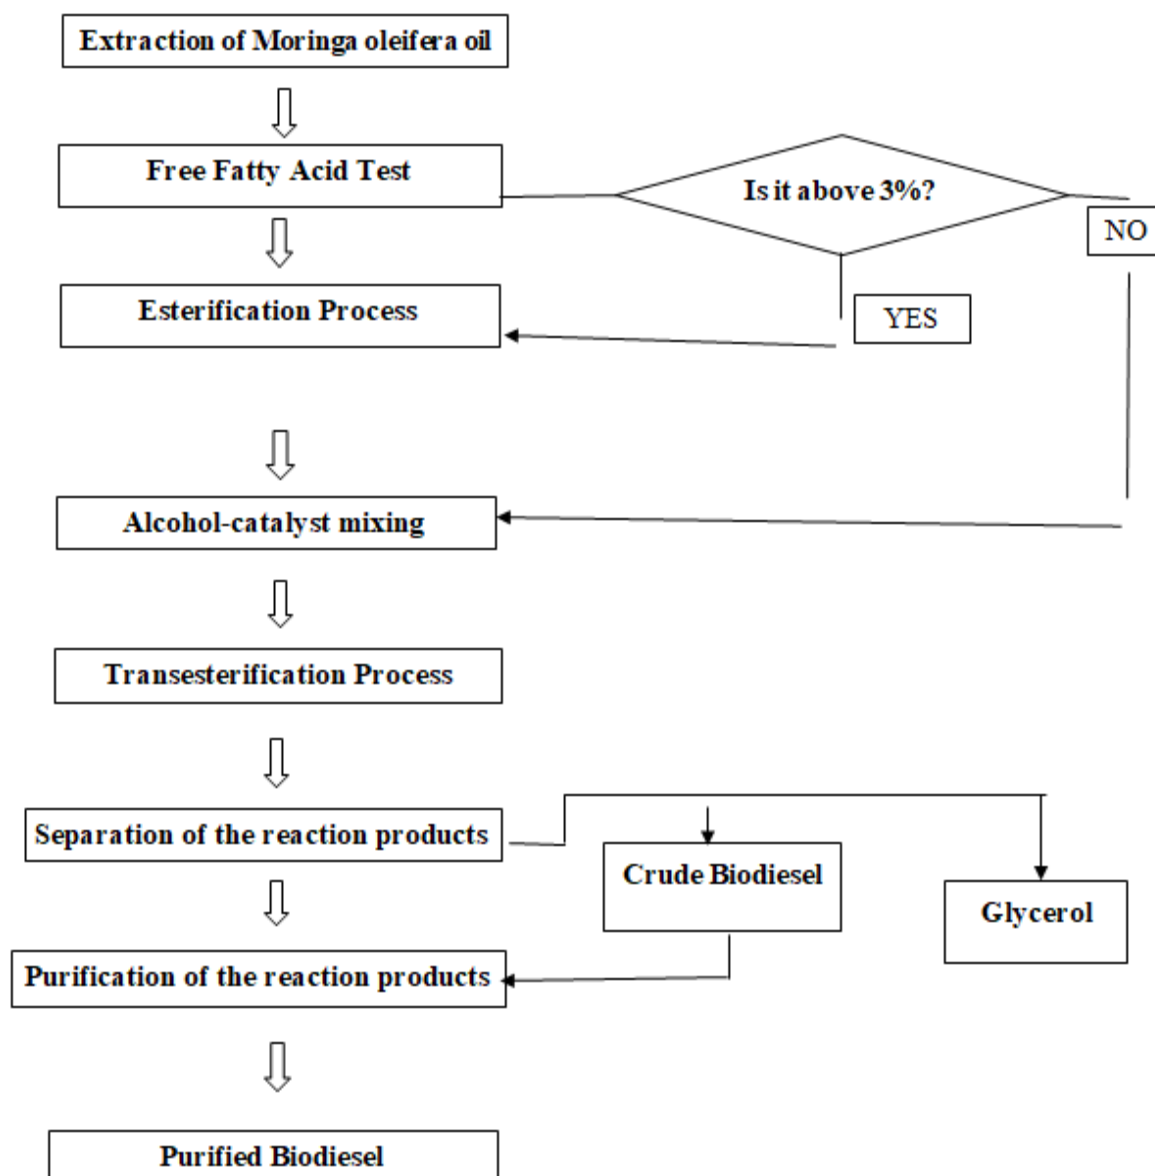 Extraction of Moringa oleifera oil
Free Fatty Acid Test
Is it above 3%?
NO
Esterification Process
YES
Alcohol-catalyst mixing
Transesterification Process
Separation of the reaction products
Crude Biodiesel
Glycerol
Purification of the reaction products
Purified Biodiesel